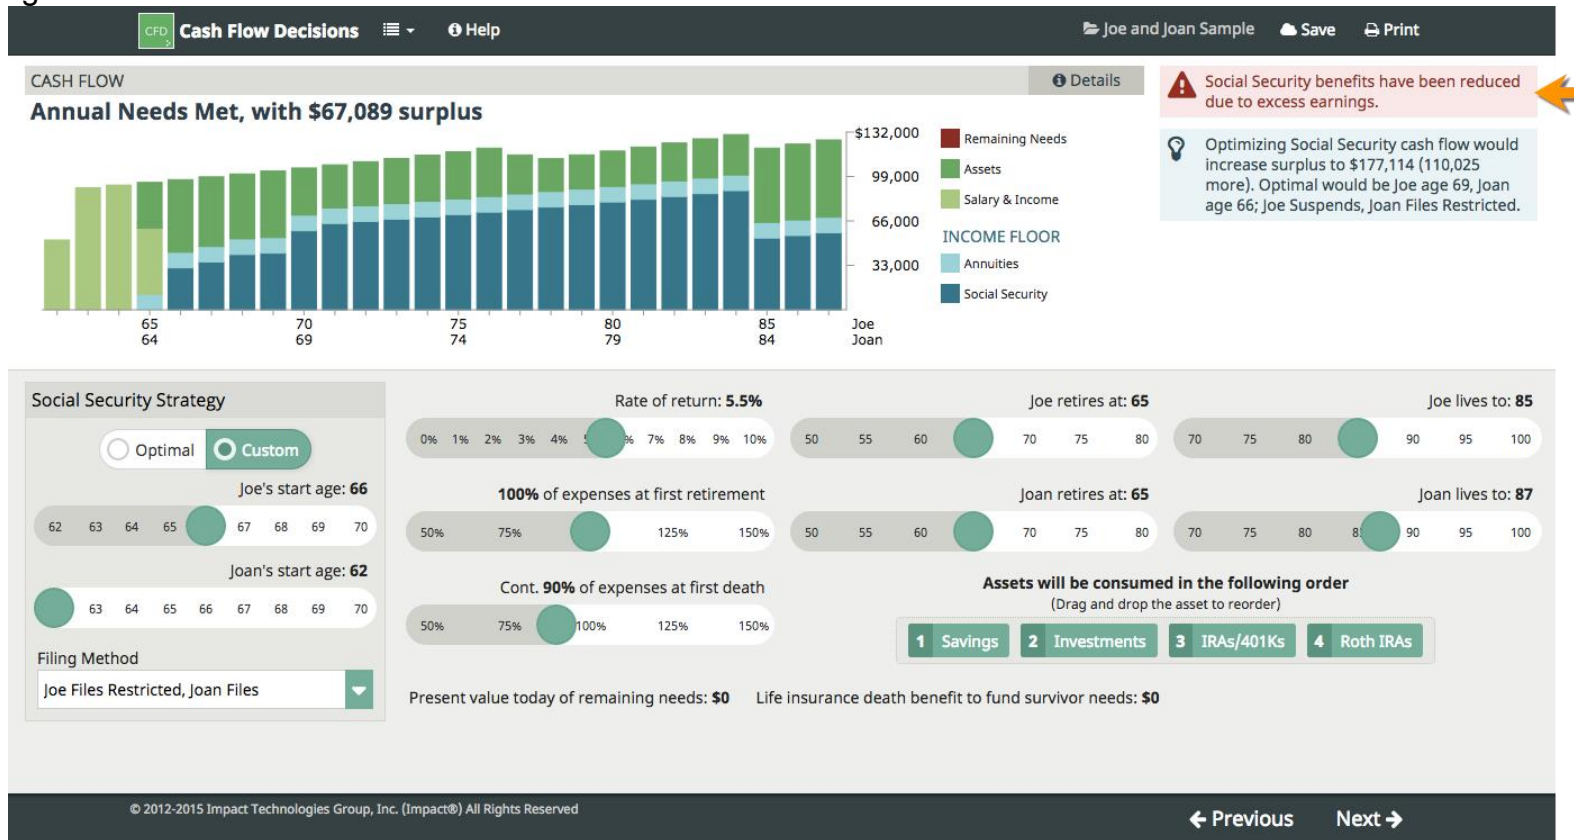 CFD Cash Flow Decisions Help Joe and Joan Sample Save Print
CASH FLOW Details
Annual Needs Met, with $67,089 surplus
$132,000
99,000
66,000
33,000
65 70 75 80 85 Joe
64 69 74 79 84 Joan
Remaining Needs
Assets
Salary & Income
INCOME FLOOR
Annuities
Social Security
Social Security benefits have been reduced
due to excess earnings.
Optimizing Social Security cash flow would
increase surplus to $177,114 (110,025
more). Optimal would be Joe age 69, Joan
age 66; Joe Suspends, Joan Files Restricted.
Social Security Strategy
Optimal Custom
Joe's start age: 66
62 63 64 65 67 68 69 70
Joan's start age: 62
63 64 65 66 67 68 69 70
Filing Method
Joe Files Restricted, Joan Files
Rate of return: 5.5%
0% 1% 2% 3% 4% 7% 8% 9% 10%
100% of expenses at first retirement
50% 75% 125% 150%
Cont. 90% of expenses at first death
50% 75% 100% 125% 150%
Joe retires at: 65
50 55 60 70 75 80
Joan retires at: 65
50 55 60 70 75 80
Joe lives to: 85
70 75 80 90 95 100
Joan lives to: 87
70 75 80 90 95 100
Assets will be consumed in the following order
(Drag and drop the asset to reorder)
1 Savings 2 Investments 3 IRAs/401Ks 4 Roth IRAs
Present value today of remaining needs: $0 Life insurance death benefit to fund survivor needs: $0
© 2012-2015 Impact Technologies Group, Inc. (Impact®) All Rights Reserved
Previous Next